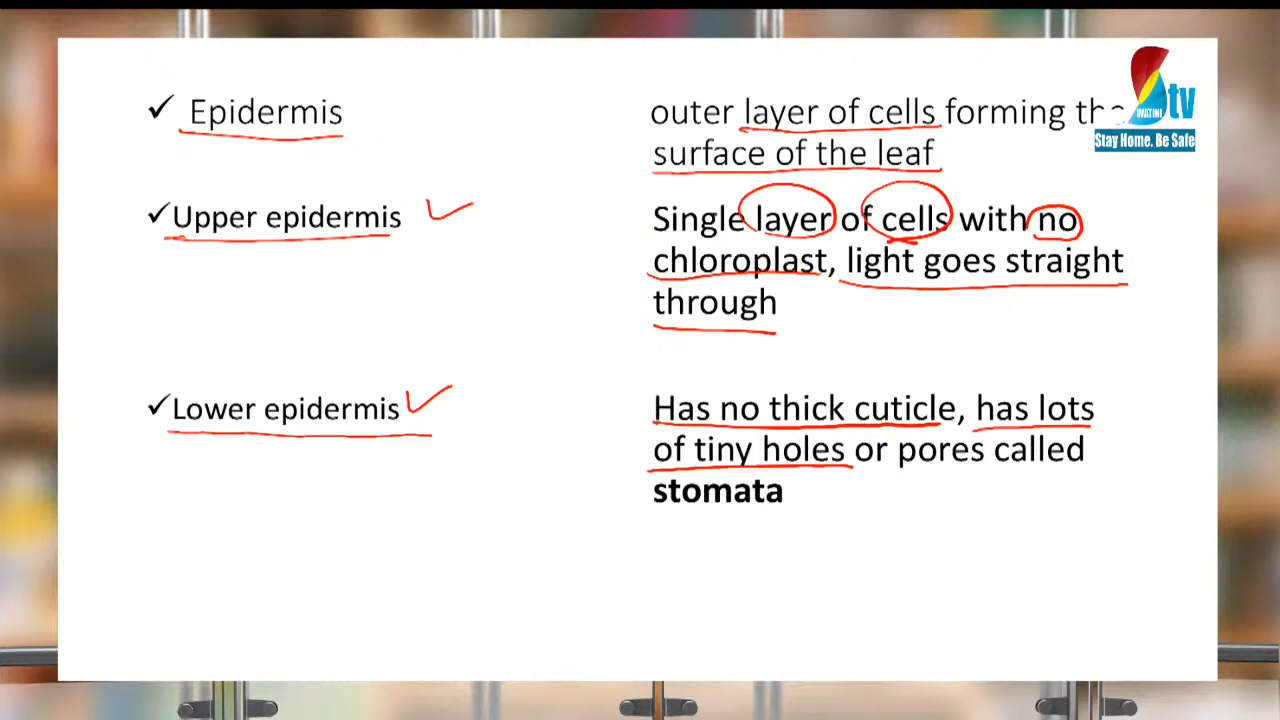 Epidermis
outer layer of cells forming the
surface of the leaf
Upper epidermis
Single layer of cells with no
chloroplast, light goes straight
through
Lower epidermis
Has no thick cuticle, has lots
of tiny holes or pores called
stomata
tv
WATINI
Stay Home. Be Safe